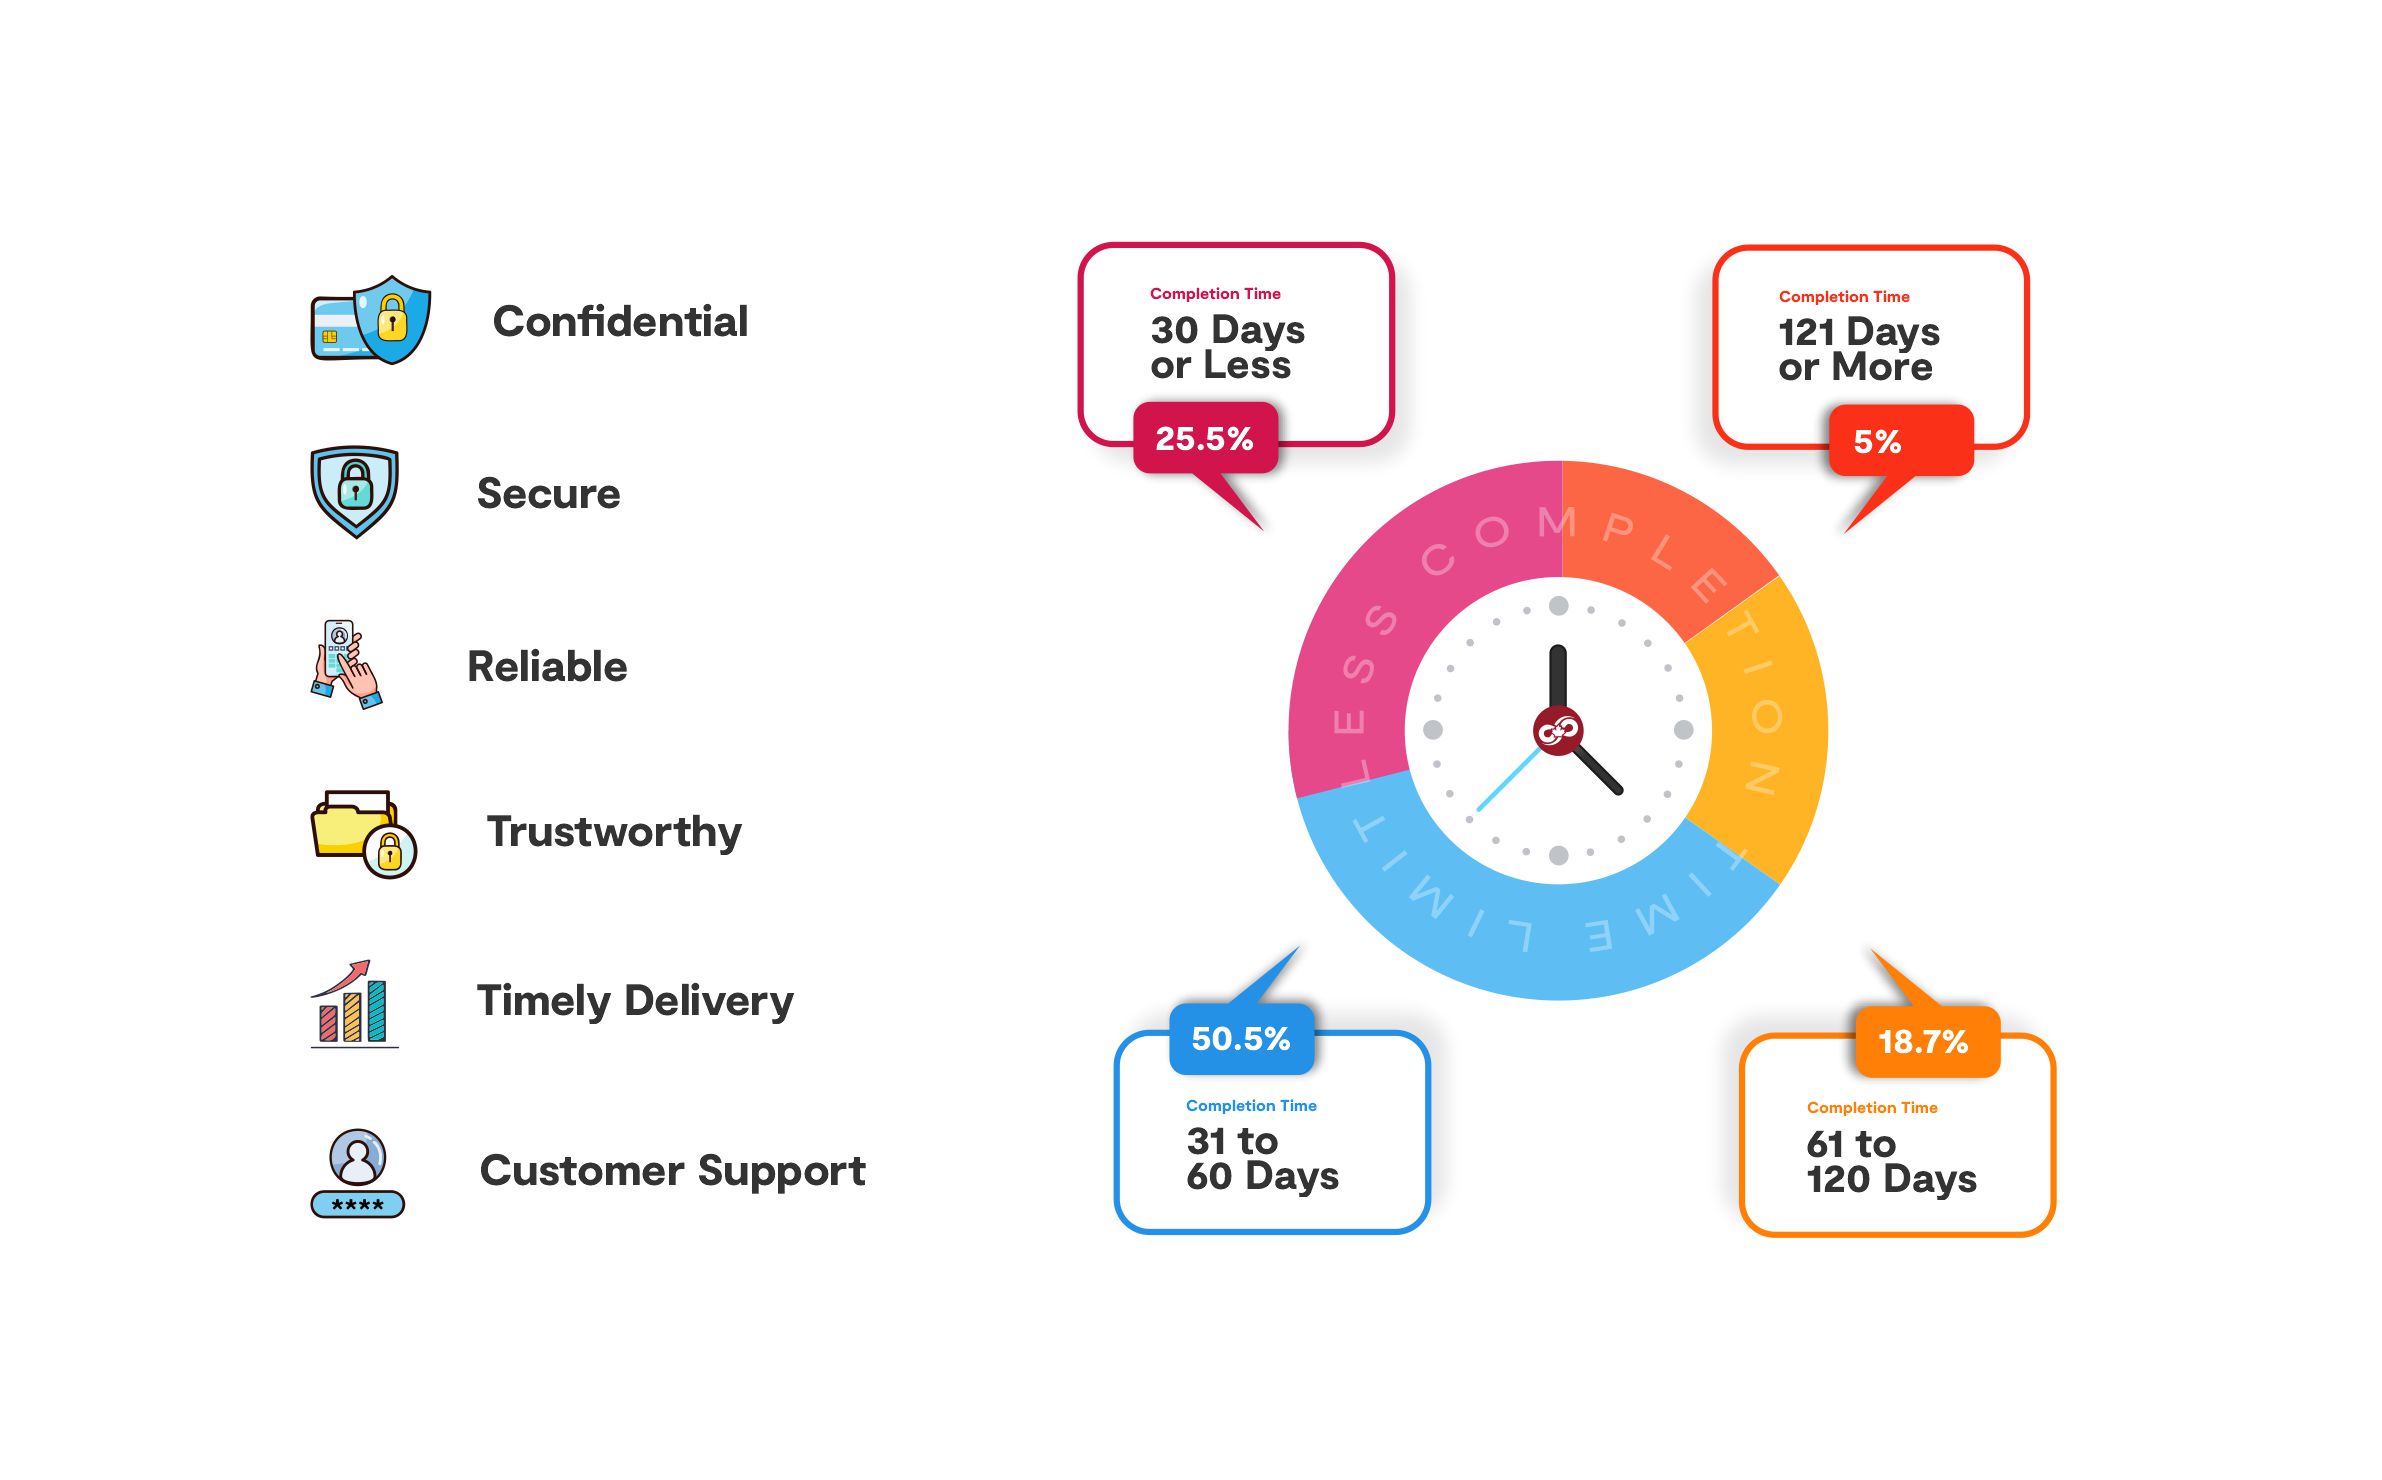 Confidential
Secure
Reliable
Trustworthy
Timely Delivery
Customer Support
****
Completion Time
30 Days
or Less
25.5%
Completion Time
121 Days
or More
5%
LESS COMPLETION TIME LIMIT
50.5%
Completion Time
31 to
60 Days
18.7%
Completion Time
61 to
120 Days